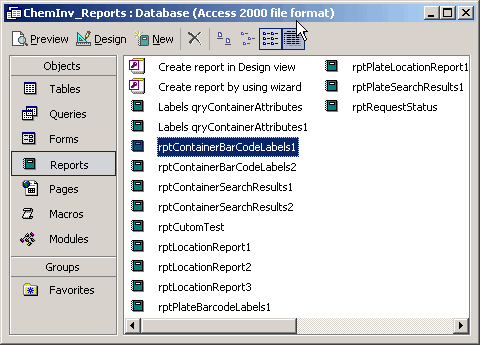 ChemInv_Reports : Database (Access 2000 file format)
Preview Design New
Objects
Tables
Queries
Forms
Reports
Pages
Macros
Modules
Groups
Favorites
Create report in Design view
Create report by using wizard
Labels qryContainerAttributes
Labels qryContainerAttributes1
rptContainerBarCodeLabels1
rptContainerBarCodeLabels2
rptContainerSearchResults1
rptContainerSearchResults2
rptCutomTest
rptLocationReport1
rptLocationReport2
rptLocationReport3
rptPlateBarcodeLabels1
rptPlateLocationReport1
rptPlateSearchResults1
rptRequestStatus